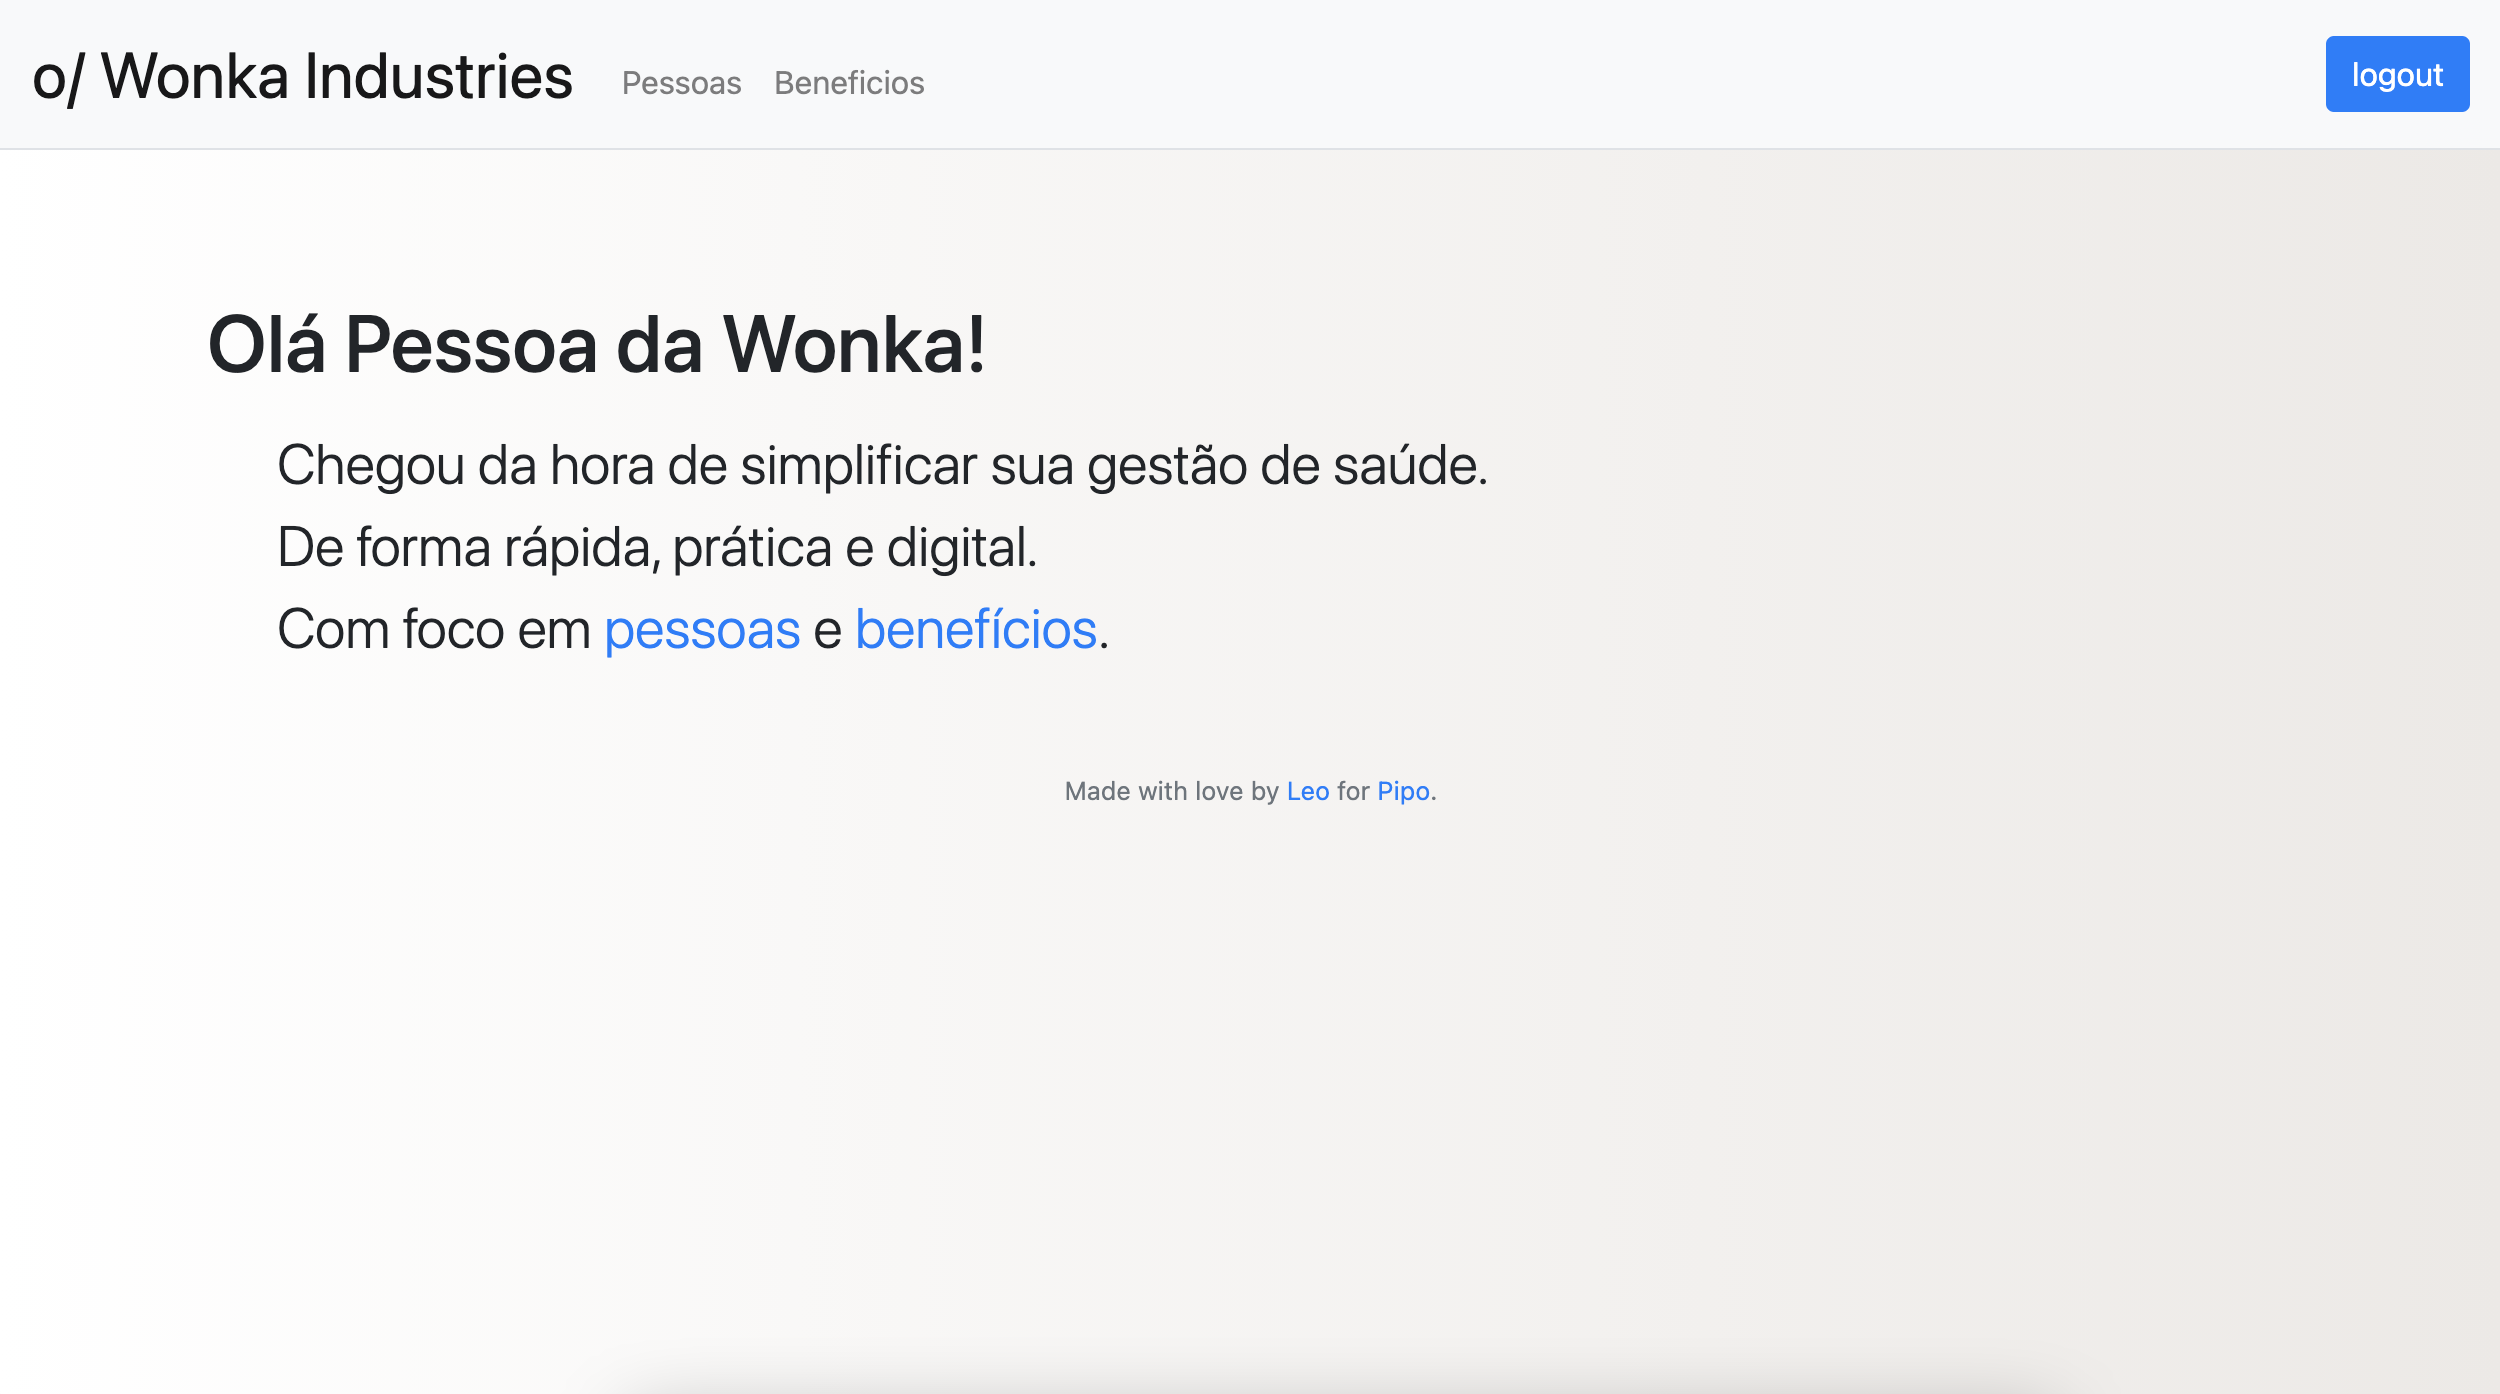 o/ Wonka Industries Pessoas Beneficios logout
Olá Pessoa da Wonka!
Chegou da hora de simplificar sua gestão de saúde.
De forma rápida, prática e digital.
Com foco em pessoas e benefícios.
Made with love by Leo for Pipo.